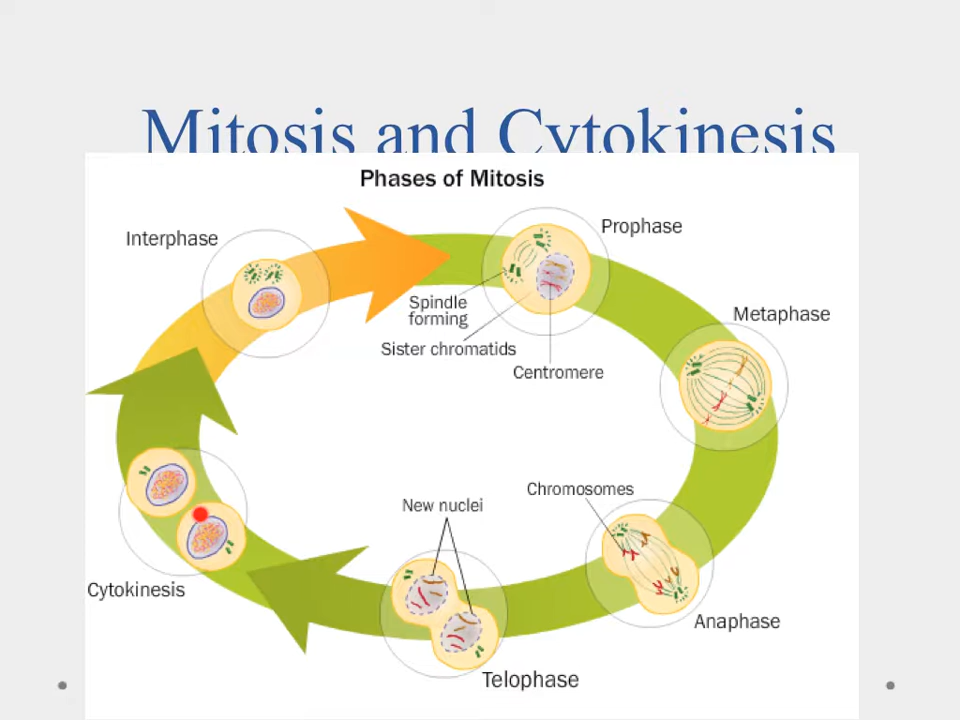 Mitosis and Cytokinesis
Phases of Mitosis
Interphase
Prophase
Spindle
forming
Sister chromatids
Centromere
Metaphase
Chromosomes
New nuclei
Cytokinesis
Anaphase
Telophase